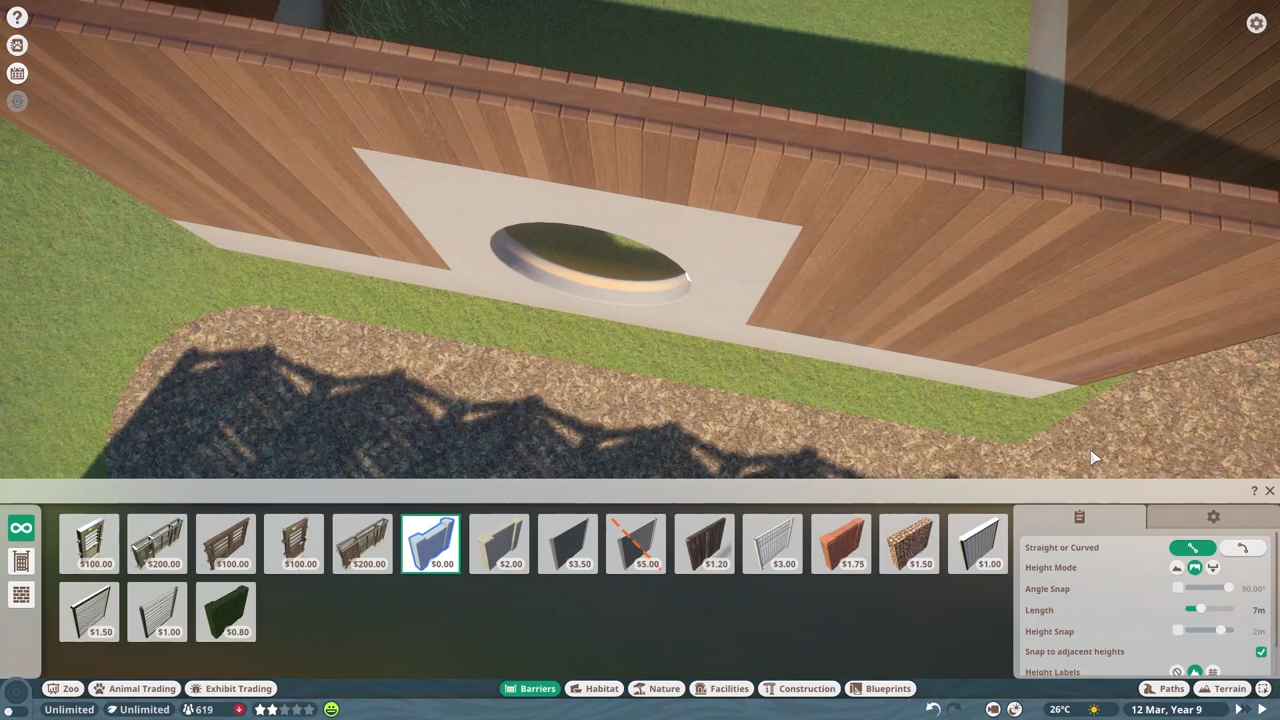 ?
? ×
$100.00 $200.00 $100.00 $100.00 $200.00 $0.00 $2.00 $3.50 $5.00 $1.20 $3.00 $1.75 $1.50 $1.00
$1.50 $1.00 $0.80
Straight or Curved
Height Mode
Angle Snap 90.00°
Length 7m
Height Snap 2m
Snap to adjacent heights
Height Labels
Zoo Animal Trading Exhibit Trading Barriers Habitat Nature Facilities Construction Blueprints Paths Terrain
Unlimited Unlimited 619 26°C 12 Mar, Year 9